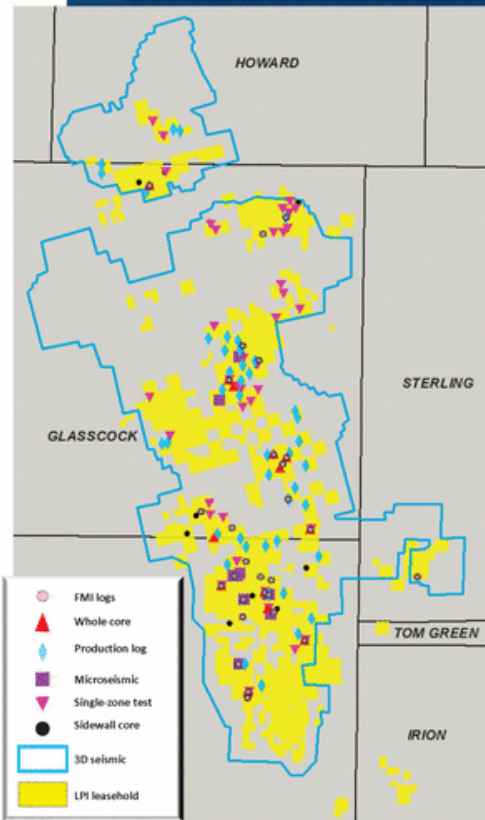 HOWARD
STERLING
GLASSCOCK
FMI logs
Whole core
Production log
Microseismic
Single-zone test
Sidewall core
3D seismic
LPI leasehold
TOM GREEN
IRION